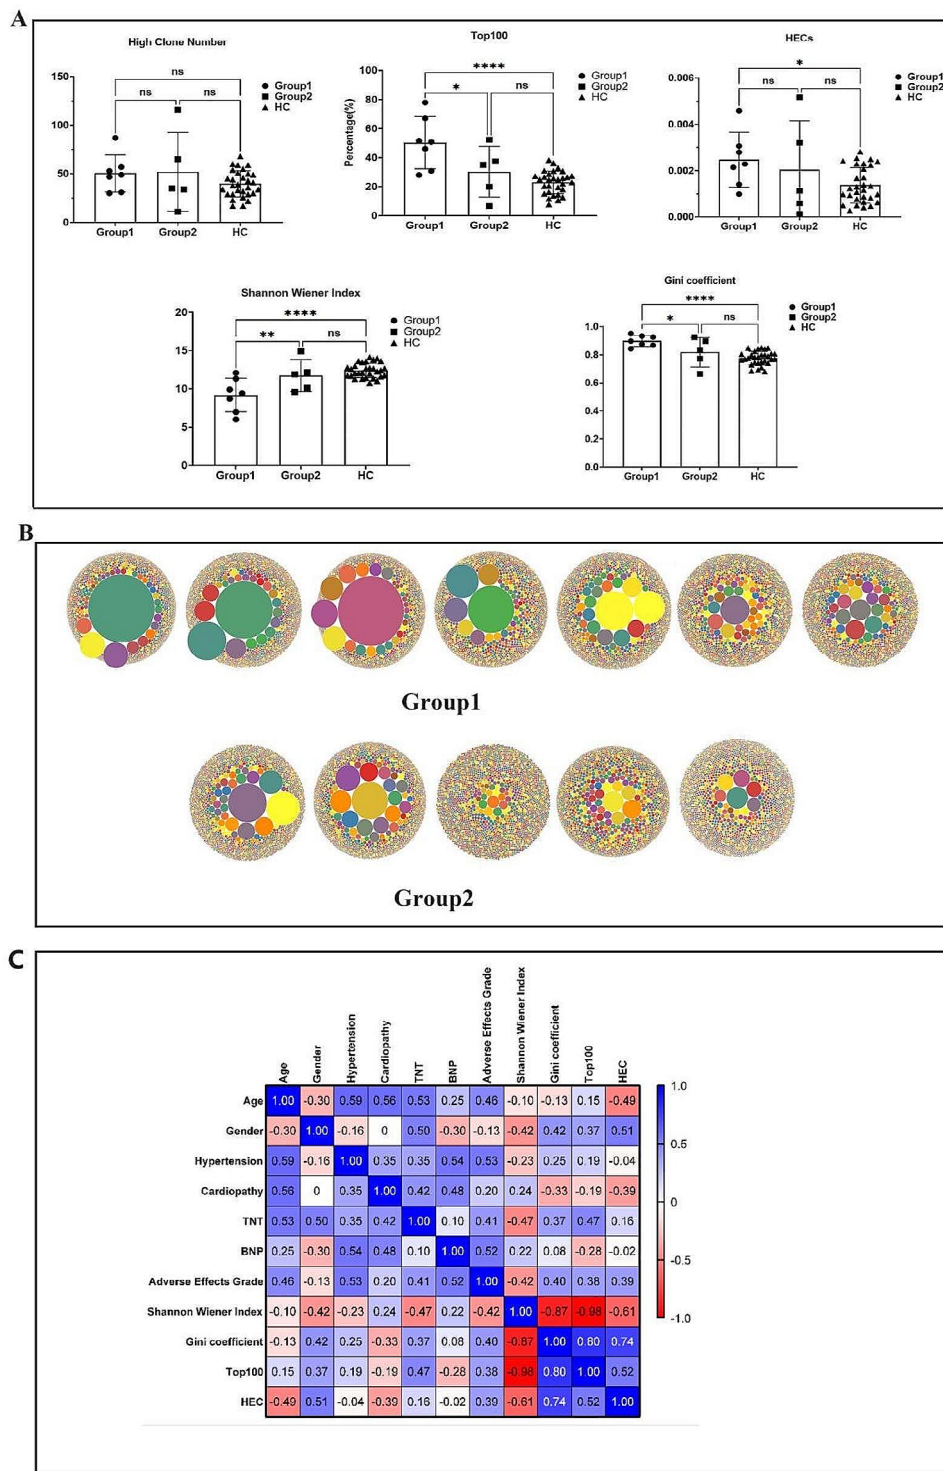 A
High Clone Number
150
100
50
0
ns
ns
ns
Group1
Group2
HC
Group1
Group2
HC
Top100
Percentage(%)
100
80
60
40
20
0
****
*
ns
Group1
Group2
HC
Group1
Group2
HC
HECs
0.006
0.004
0.002
0.000
*
ns
ns
Group1
Group2
HC
Group1
Group2
HC
Shannon Wiener Index
20
15
10
5
0
****
**
ns
Group1
Group2
HC
Group1
Group2
HC
Gini coefficient
1.0
0.8
0.6
0.4
0.2
0.0
****
*
ns
Group1
Group2
HC
Group1
Group2
HC
B
Group1
Group2
C
Age
Gender
Hypertension
Cardiopathy
TNT
BNP
Adverse Effects Grade
Shannon Wiener Index
Gini coefficient
Top100
HEC
Age 1.00 -0.30 0.59 0.56 0.53 0.25 0.46 -0.10 -0.13 0.15 -0.49
Gender -0.30 1.00 -0.16 0 0.50 -0.30 -0.13 -0.42 0.42 0.37 0.51
Hypertension 0.59 -0.16 1.00 0.35 0.35 0.54 0.53 -0.23 0.25 0.19 -0.04
Cardiopathy 0.56 0 0.35 1.00 0.42 0.48 0.20 0.24 -0.33 -0.19 -0.39
TNT 0.53 0.50 0.35 0.42 1.00 0.10 0.41 -0.47 0.37 0.47 0.16
BNP 0.25 -0.30 0.54 0.48 0.10 1.00 0.52 0.22 0.08 -0.28 -0.02
Adverse Effects Grade 0.46 -0.13 0.53 0.20 0.41 0.52 1.00 -0.42 0.40 0.38 0.39
Shannon Wiener Index -0.10 -0.42 -0.23 0.24 -0.47 0.22 -0.42 1.00 -0.87 -0.98 -0.61
Gini coefficient -0.13 0.42 0.25 -0.33 0.37 0.08 0.40 -0.87 1.00 0.80 0.74
Top100 0.15 0.37 0.19 -0.19 0.47 -0.28 0.38 -0.98 0.80 1.00 0.52
HEC -0.49 0.51 -0.04 -0.39 0.16 -0.02 0.39 -0.61 0.74 0.52 1.00
1.0
0.5
0
-0.5
-1.0